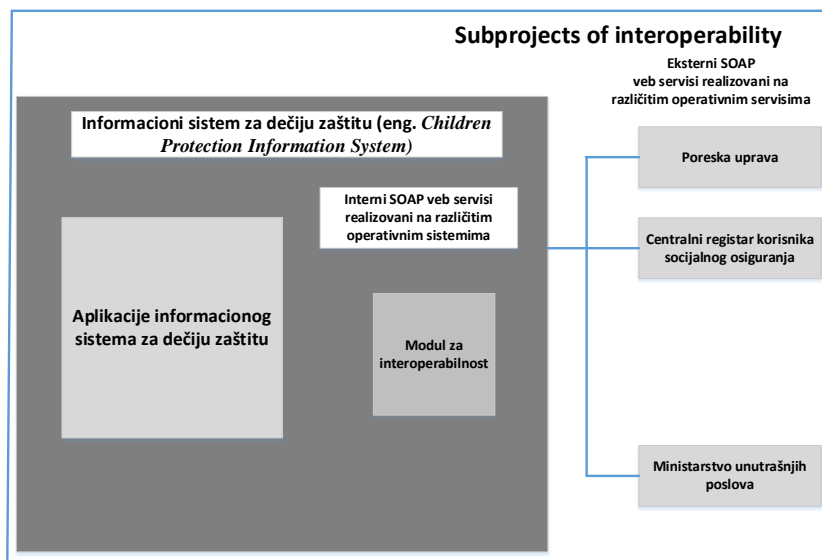 Subprojects of interoperability
Eksterni SOAP
veb servisi realizovani na
različitim operativnim servisima
Informacioni sistem za dečiju zaštitu (eng. Children
Protection Information System)
Interni SOAP veb servisi
realizovani na različitim
operativnim sistemima
Aplikacije informacionog
sistema za dečiju zaštitu
Modul za
interoperabilnost
Poreska uprava
Centralni registar korisnika
socijalnog osiguranja
Ministarstvo unutrašnjih
poslova